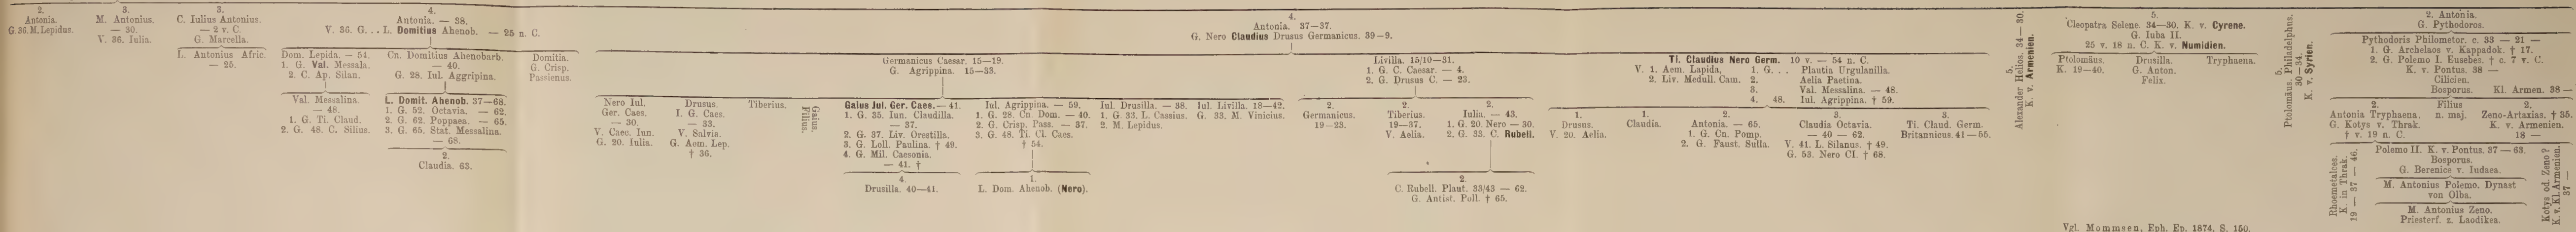 2.
Antonia.
G. 36. M. Lepidus.
3.
M. Antonius.
— 30.
V. 36. Iulia.
3.
C. Iulius Antonius.
— 2 v. C.
G. Marcella.
L. Antonius Afric.
— 25.
4.
Antonia. — 38.
V. 36. G. . . L. Domitius Ahenob. — 25 n. C.
Dom. Lepida. — 54.
1. G. Val. Messala.
2. C. Ap. Silan.
Val. Messalina.
— 48.
1. G. Ti. Claud.
2. G. 48. C. Silius.
Cn. Domitius Ahenobarb.
— 40.
G. 28. Iul. Aggripina.
L. Domit. Ahenob. 37—68.
1. G. 52. Octavia. — 62.
2. G. 62. Poppaea. — 65.
3. G. 65. Stat. Messalina.
— 68.
2.
Claudia. 63.
Domitia.
G. Crisp.
Passienus.
4.
Antonia. 37—37.
G. Nero Claudius Drusus Germanicus. 39—9.
Germanicus Caesar. 15—19.
G. Agrippina. 15—33.
Nero Iul.
Ger. Caes.
— 30.
V. Caec. Iun.
G. 20. Iulia.
Drusus.
I. G. Caes.
— 33.
V. Salvia.
G. Aem. Lep.
† 36.
Tiberius.
Gaius.
Filius.
Gaius Jul. Ger. Caes.— 41.
1. G. 35. Iun. Claudilla.
— 37.
2. G. 37. Liv. Orestilla.
3. G. Loll. Paulina. † 49.
4. G. Mil. Caesonia.
— 41. †
4.
Drusilla. 40—41.
Iul. Agrippina. — 59.
1. G. 28. Cn. Dom. — 40.
2. G. Crisp. Pass. — 37.
3. G. 48. Ti. Cl. Caes.
† 54.
1.
L. Dom. Ahenob. (Nero).
Iul. Drusilla. — 38.
1. G. 33. L. Cassius.
2. M. Lepidus.
Iul. Livilla. 18—42.
G. 33. M. Vinicius.
Livilla. 15/10—31.
1. G. C. Caesar — 4.
2. G. Drusus C. — 23.
2.
Germanicus.
19—23.
2.
Tiberius.
19—37.
V. Aelia.
2.
Iulia — 43.
1. G. 20. Nero — 30.
2. G. 33. C. Rubell.
2.
C. Rubell. Plaut. 33/43 — 62.
G. Antist. Poll. † 65.
Ti. Claudius Nero Germ. 10 v. — 54 n. C.
V. 1. Aem. Lapida, 1. G. . . Plautia Urgulanilla.
2. Liv. Medull. Cam. 2. Aelia Paetina.
3. Val. Messalina — 48.
4. 48. Iul. Agrippina. † 59.
1.
Drusus.
V. 20. Aelia.
1.
Claudia.
2.
Antonia. — 65.
1. G. Cn. Pomp.
2. G. Faust. Sulla.
3.
Claudia Octavia.
— 40 — 62.
V. 41. L. Silanus. † 49.
G. 53. Nero Cl. † 68.
3.
Ti. Claud. Germ.
Britannicus. 41—55.
5.
Alexander Helios. 34—30.
K. v. Armenien.
5.
Cleopatra Selene. 34—30. K. v. Cyrene.
G. Iuba II.
25 v. 18 n. C. K. v. Numidien.
Ptolomäus.
K. 19—40.
Drusilla.
G. Anton.
Felix.
Tryphaena.
5.
Ptolomäus. Philadelphus.
30—34.
K. v. Syrien.
2. Antonia.
G. Pythodoros.
Pythodoris Philometor. c. 33 — 21 —
1. G. Archelaos v. Kappadok. † 17.
2. G. Polemo I. Eusebes. † c. 7 v. C.
K. v. Pontus. 38 —
Cilicien.
Bosporus. Kl. Armen. 38 —
2.
Antonia Tryphaena.
G. Kotys v. Thrak.
† v. 19 n. C.
Filius
n. maj.
2.
Zeno-Artaxias. † 35.
K. v. Armenien.
18 —
Rhoemetalces.
K. in Thrak.
19 — 37 — 46.
Polemo II. K. v. Pontus. 37 — 63.
Bosporus.
G. Berenice v. Iudaea.
M. Antonius Polemo. Dynast
von Olba.
M. Antonius Zeno.
Priesterf. z. Laodikea.
Kotys od. Zeno?
K. v. Kl. Armenien.
37 —
Vgl. Mommsen, Eph. Ep. 1874, S. 150.